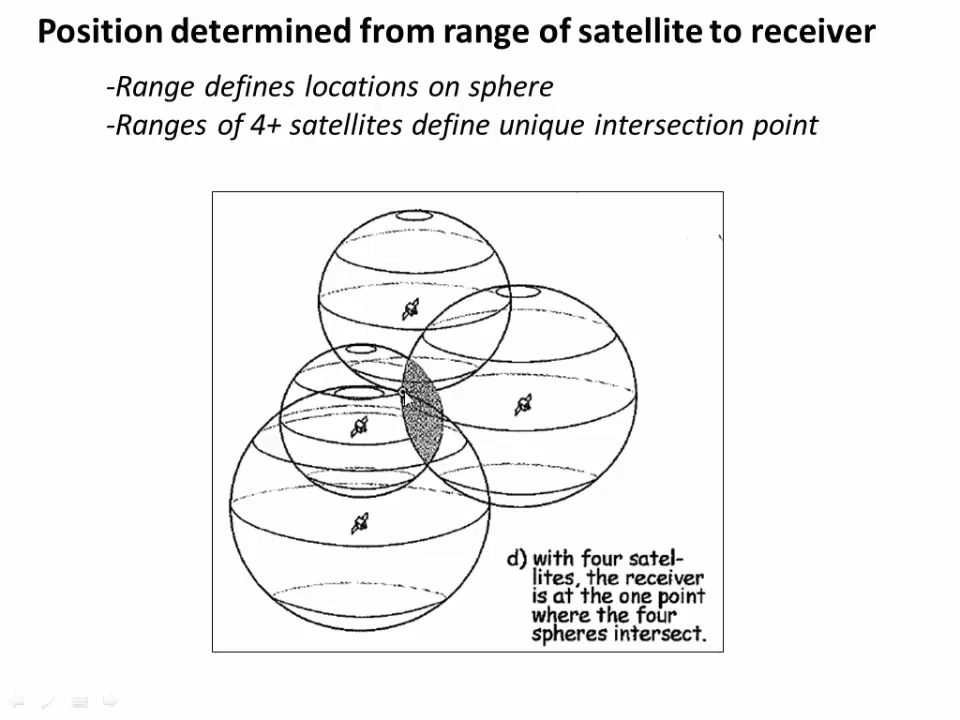 Position determined from range of satellite to receiver
-Range defines locations on sphere
-Ranges of 4+ satellites define unique intersection point
d) with four satel-
lites, the receiver
is at the one point
where the four
spheres intersect.